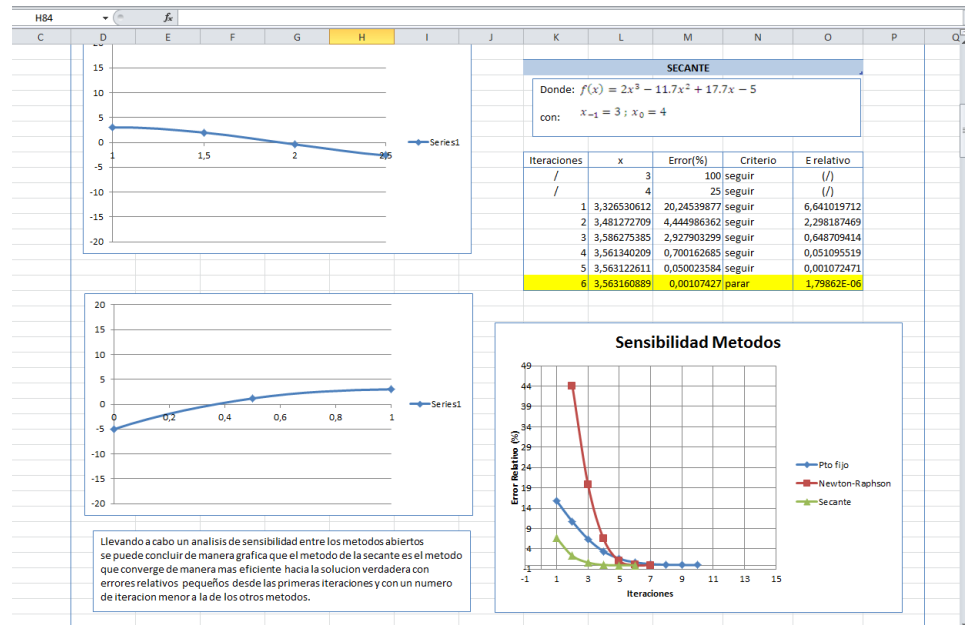 H84
fx
C D E F G H I J K L M N O P Q
20
15
10
5
0
-5
-10
-15
-20
1 1,5 2 2,5
Series1
SECANTE
Donde: f(x) = 2x³ − 11.7x² + 17.7x − 5
con: x₋₁ = 3 ; x₀ = 4
Iteraciones x Error(%) Criterio E relativo
/ 3 100 seguir (/)
/ 4 25 seguir (/)
1 3,326530612 20,24539877 seguir 6,641019712
2 3,481272709 4,444986362 seguir 2,298187469
3 3,586275385 2,927903299 seguir 0,648709414
4 3,561340209 0,700162685 seguir 0,051095519
5 3,563122611 0,050023584 seguir 0,001072471
6 3,563160889 0,00107427 parar 1,79862E-06
20
15
10
5
0
-5
-10
-15
-20
0 0,2 0,4 0,6 0,8 1
Series1
Sensibilidad Metodos
Error Relativo (%)
49
44
39
34
29
24
19
14
9
4
-1
-1 1 3 5 7 9 11 13 15
Iteraciones
Pto fijo
Newton-Raphson
Secante
Llevando a cabo un analisis de sensibilidad entre los metodos abiertos
se puede concluir de manera grafica que el metodo de la secante es el metodo
que converge de manera mas eficiente hacia la solucion verdadera con
errores relativos pequeños desde las primeras iteraciones y con un numero
de iteracion menor a la de los otros metodos.